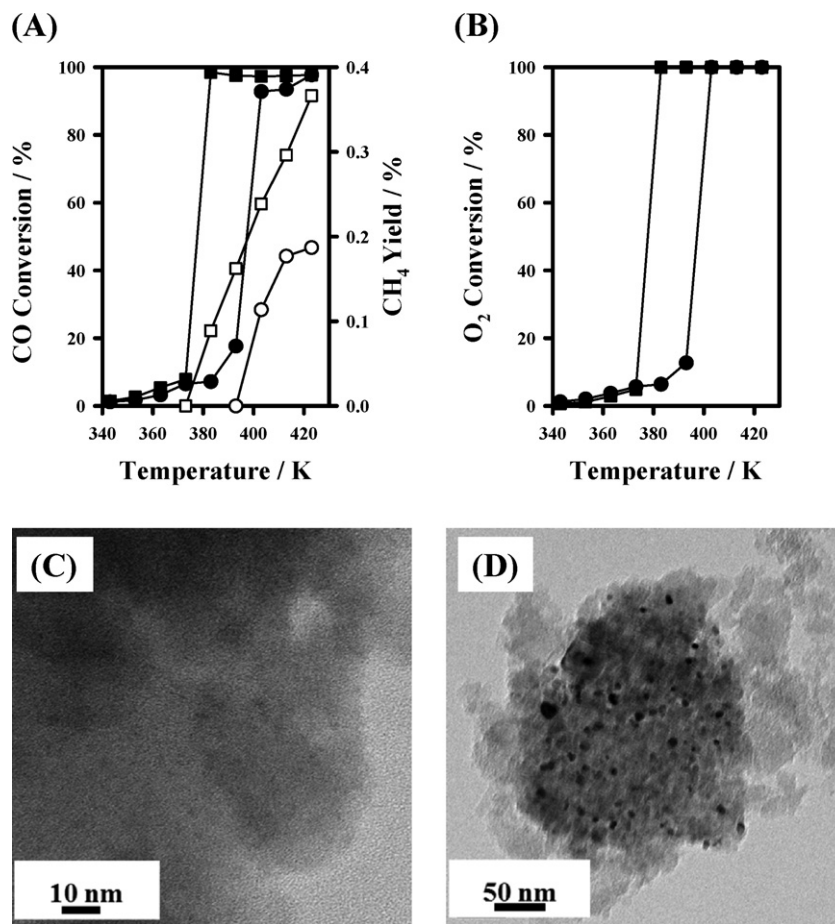 (A)
(B)
100
80
60
40
20
0
CO Conversion / %
0.4
0.3
0.2
0.1
0.0
CH₄ Yield / %
340 360 380 400 420
Temperature / K
100
80
60
40
20
0
O₂ Conversion / %
340 360 380 400 420
Temperature / K
(C)
10 nm
(D)
50 nm